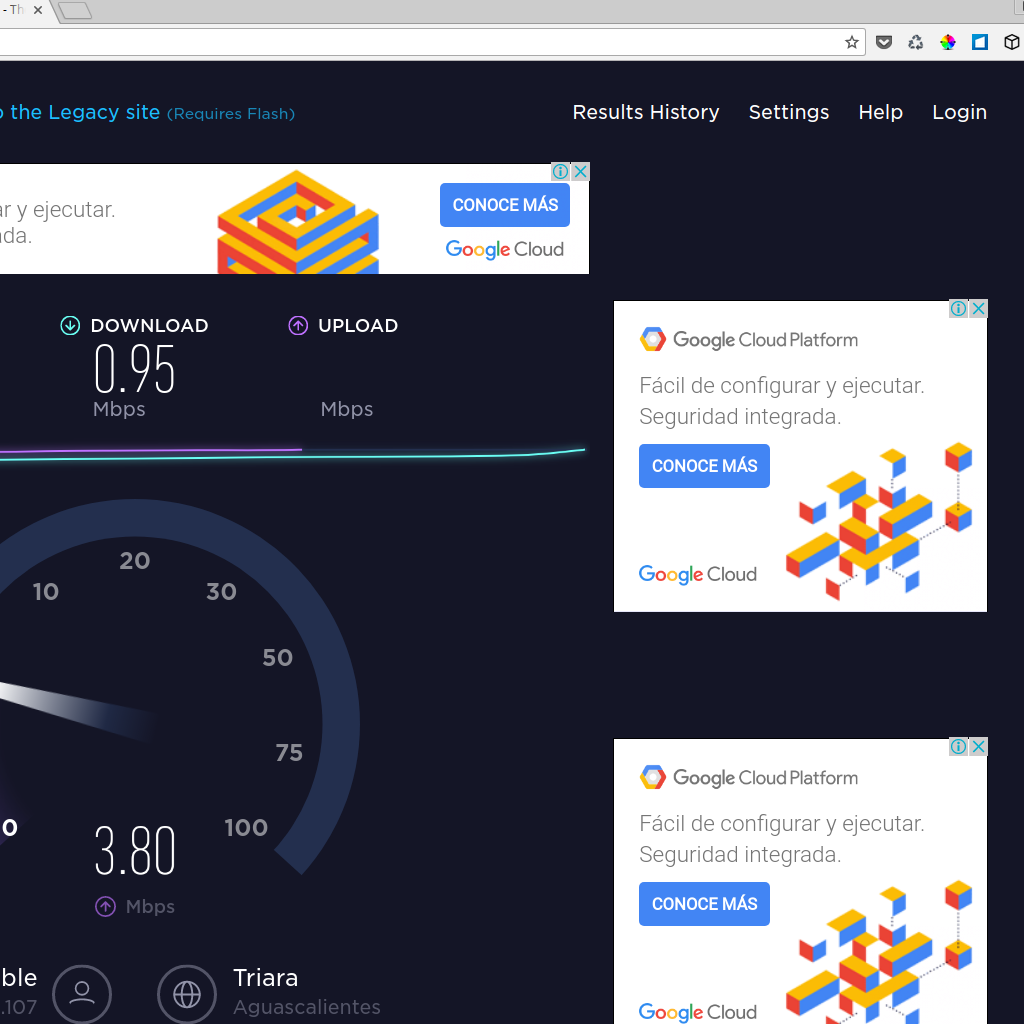 - Th
o the Legacy site (Requires Flash)
Results History Settings Help Login
ar y ejecutar.
ada.
CONOCE MÁS
Google Cloud
DOWNLOAD
0.95
Mbps
UPLOAD
Mbps
Google Cloud Platform
Fácil de configurar y ejecutar.
Seguridad integrada.
CONOCE MÁS
Google Cloud
10
20
30
50
75
100
0
3.80
Mbps
Google Cloud Platform
Fácil de configurar y ejecutar.
Seguridad integrada.
CONOCE MÁS
Google Cloud
ble
.107
Triara
Aguascalientes